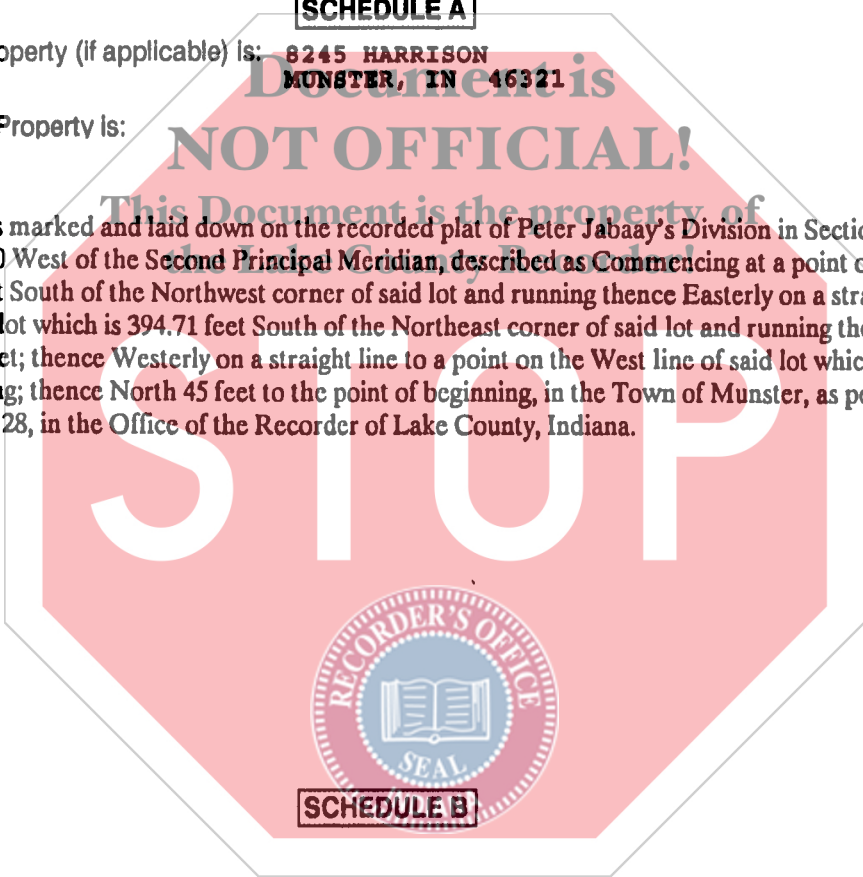 SCHEDULE A
operty (if applicable) is: 8245 HARRISON
MUNSTER, IN 46321
Document is
Property is:
NOT OFFICIAL!
This Document is the property of
the Lake County Recorder!
s marked and laid down on the recorded plat of Peter Jabaay's Division in Sectio
0 West of the Second Principal Meridian, described as Commencing at a point o
t South of the Northwest corner of said lot and running thence Easterly on a stra
lot which is 394.71 feet South of the Northeast corner of said lot and running the
et; thence Westerly on a straight line to a point on the West line of said lot whic
ng; thence North 45 feet to the point of beginning, in the Town of Munster, as pe
28, in the Office of the Recorder of Lake County, Indiana.
STOP
RECORDER'S OFFICE
SEAL
SCHEDULE B